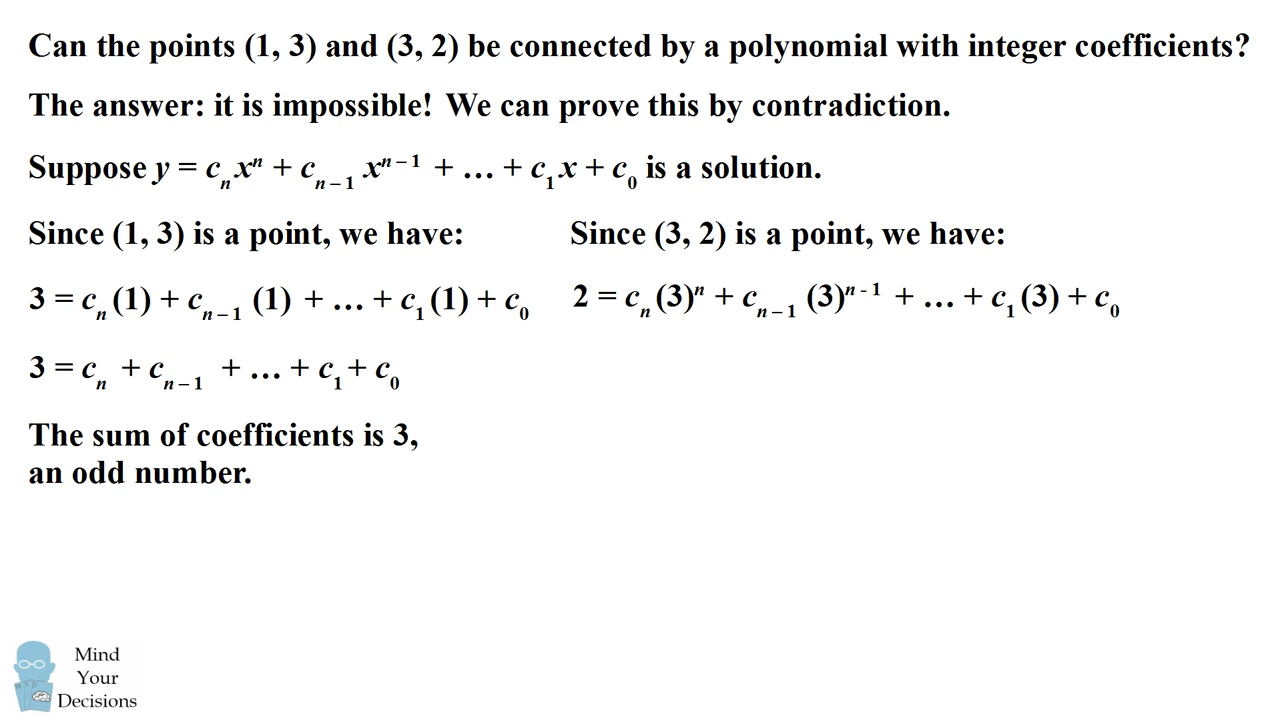 Can the points (1, 3) and (3, 2) be connected by a polynomial with integer coefficients?
The answer: it is impossible! We can prove this by contradiction.
Suppose y = cₙxⁿ + cₙ₋₁ xⁿ⁻¹ + … + c₁x + c₀ is a solution.
Since (1, 3) is a point, we have:
3 = cₙ(1) + cₙ₋₁ (1) + … + c₁(1) + c₀
3 = cₙ + cₙ₋₁ + … + c₁ + c₀
The sum of coefficients is 3,
an odd number.
Since (3, 2) is a point, we have:
2 = cₙ(3)ⁿ + cₙ₋₁ (3)ⁿ⁻¹ + … + c₁(3) + c₀
Mind
Your
Decisions